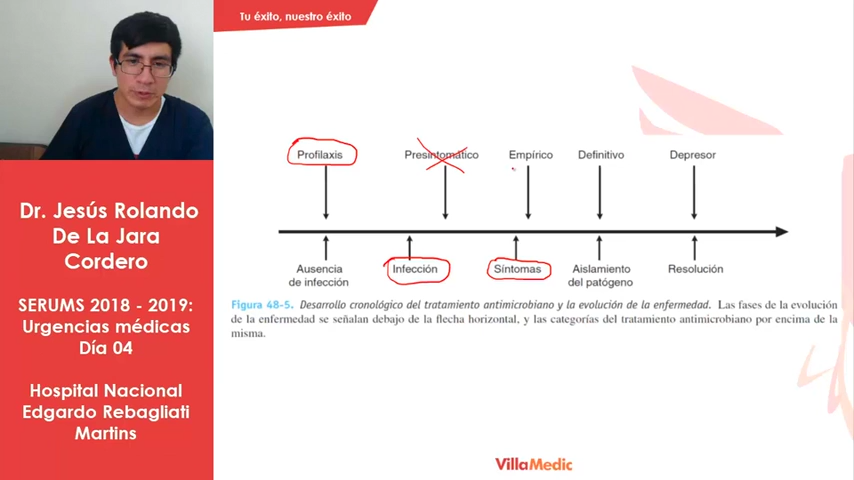 Tu éxito, nuestro éxito
Dr. Jesús Rolando
De La Jara
Cordero
SERUMS 2018 - 2019:
Urgencias médicas
Día 04
Hospital Nacional
Edgardo Rebagliati
Martins
Profilaxis Presintomático Empírico Definitivo Depresor
Ausencia Infección Síntomas Aislamiento Resolución
de infección del patógeno
Figura 48-5. Desarrollo cronológico del tratamiento antimicrobiano y la evolución de la enfermedad. Las fases de la evolución
de la enfermedad se señalan debajo de la flecha horizontal, y las categorías del tratamiento antimicrobiano por encima de la
misma.
VillaMedic